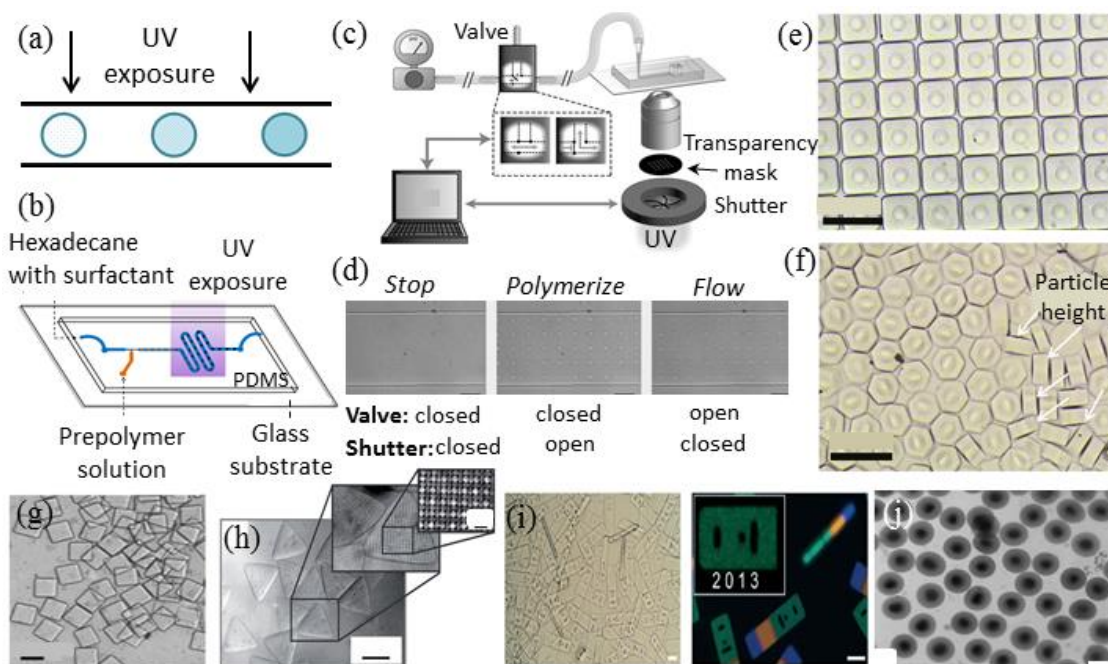 (a)
UV
exposure
(b)
Hexadecane
with surfactant
UV
exposure
PDMS
Prepolymer
solution
Glass
substrate
(c)
Valve
Transparency
mask
Shutter
UV
(d)
Stop Polymerize Flow
Valve: closed closed open
Shutter: closed open closed
(e)
(f)
Particle
height
(g)
(h)
(i)
2013
(j)